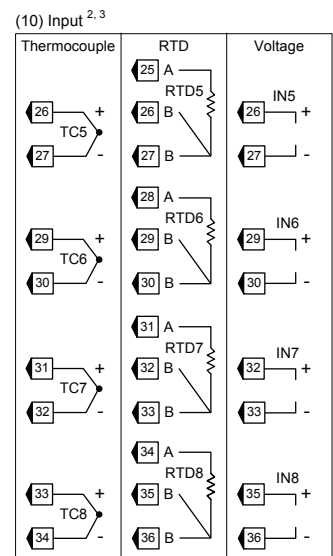 (10) Input 2, 3
Thermocouple RTD Voltage
25 A
RTD5
26 + 26 B 26 IN5 +
TC5
27 - 27 B 27 -
28 A
RTD6
29 + 29 B 29 IN6 +
TC6
30 - 30 B 30 -
31 A
RTD7
31 + 32 B 32 IN7 +
TC7
32 - 33 B 33 -
34 A
RTD8
33 + 35 B 35 IN8 +
TC8
34 - 36 B 36 -